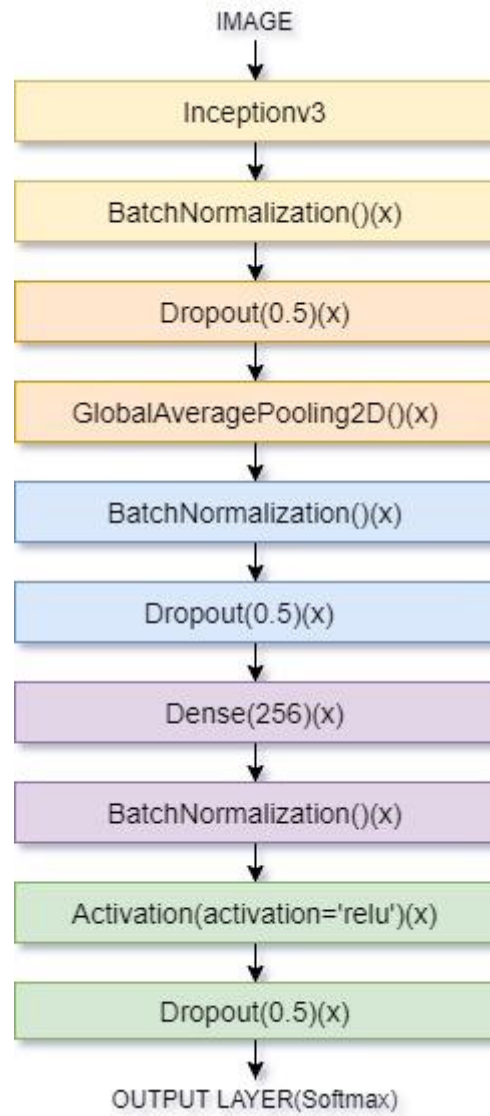 IMAGE
Inceptionv3
BatchNormalization()(x)
Dropout(0.5)(x)
GlobalAveragePooling2D()(x)
BatchNormalization()(x)
Dropout(0.5)(x)
Dense(256)(x)
BatchNormalization()(x)
Activation(activation='relu')(x)
Dropout(0.5)(x)
OUTPUT LAYER(Softmax)